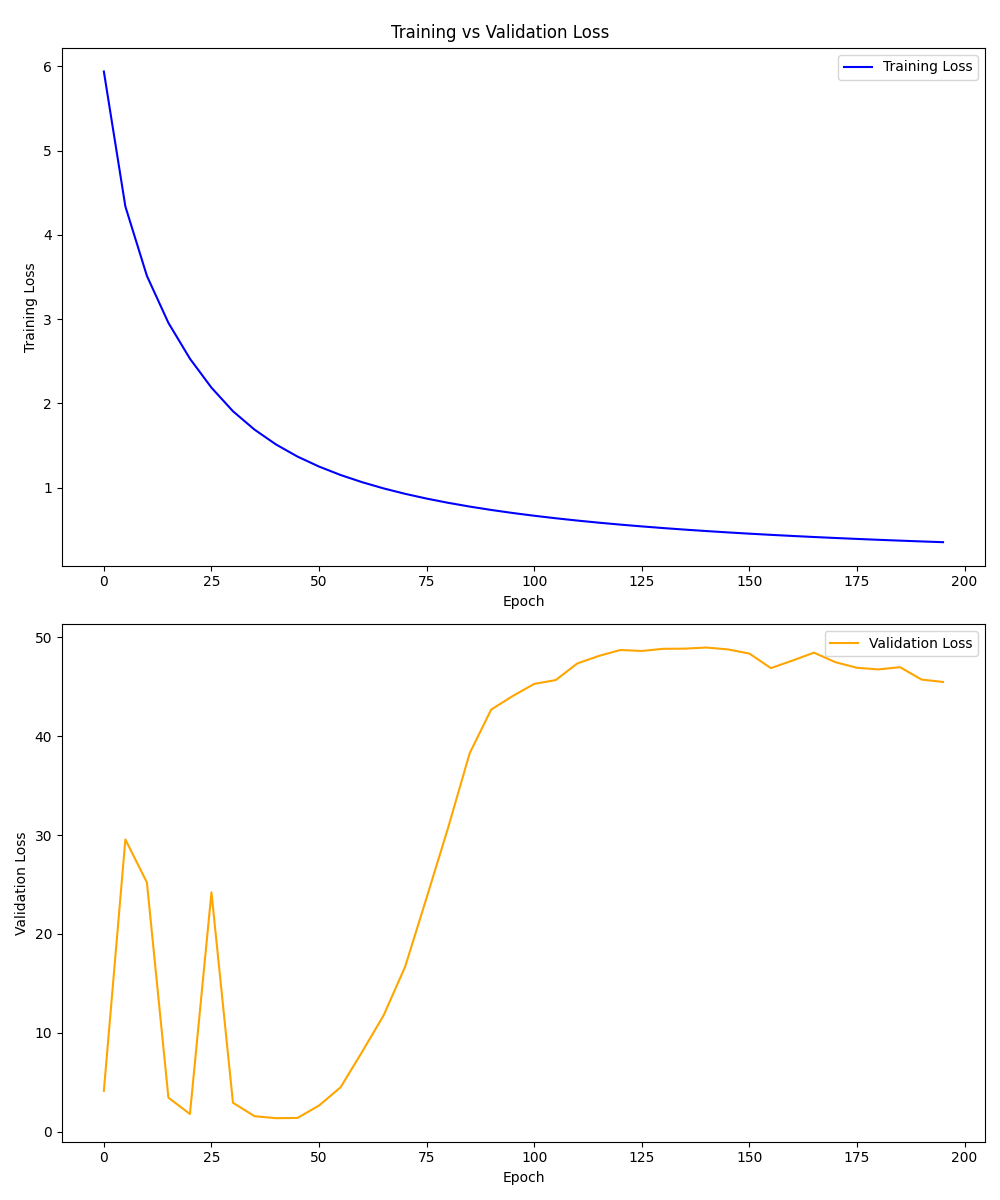 Training vs Validation Loss
Training Loss
6
5
4
3
2
1
Training Loss
0 25 50 75 100 125 150 175 200
Epoch
Validation Loss
50
40
30
20
10
0
Validation Loss
0 25 50 75 100 125 150 175 200
Epoch